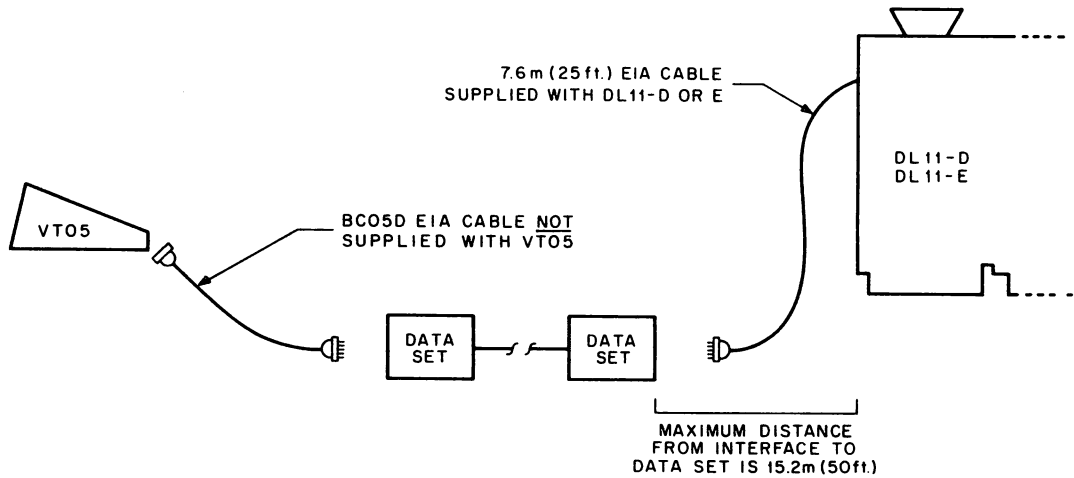 7.6m (25ft.) EIA CABLE
SUPPLIED WITH DL11-D OR E
DL11-D
DL11-E
VT05
BC05D EIA CABLE NOT
SUPPLIED WITH VT05
DATA
SET
DATA
SET
MAXIMUM DISTANCE
FROM INTERFACE TO
DATA SET IS 15.2m (50ft.)